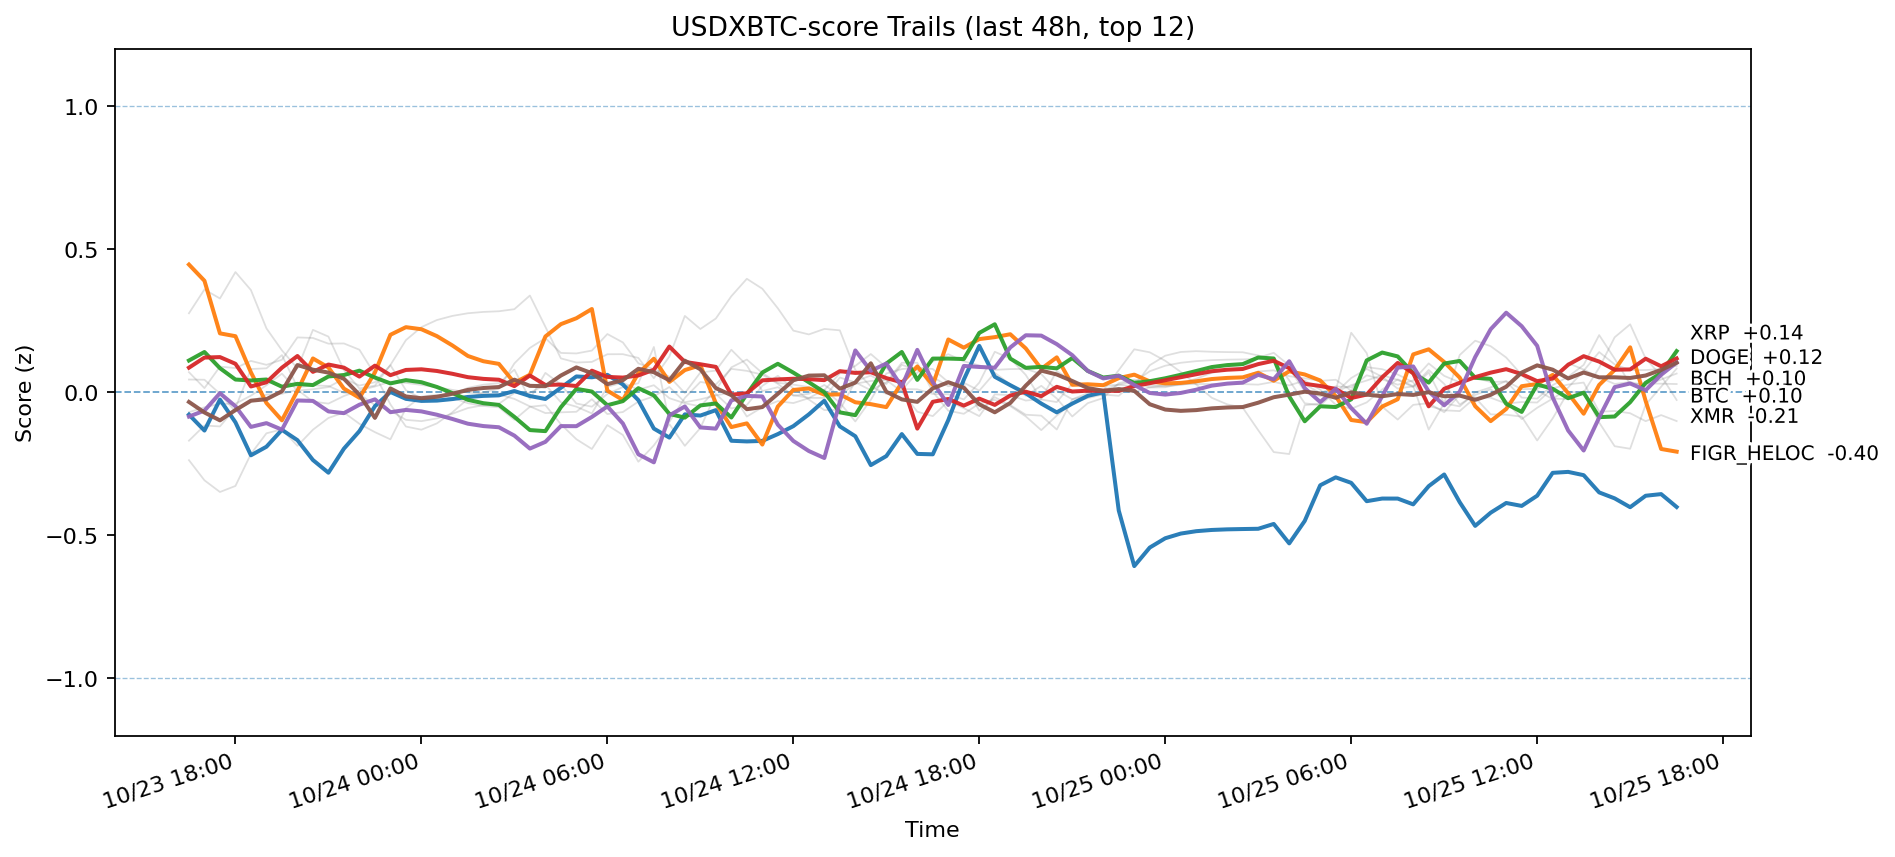 USDXBTC-score Trails (last 48h, top 12)
Score (z)
1.0
0.5
0.0
−0.5
−1.0
XRP +0.14
DOGE +0.12
BCH +0.10
BTC +0.10
XMR -0.21
FIGR_HELOC -0.40
10/23 18:00
10/24 00:00
10/24 06:00
10/24 12:00
10/24 18:00
10/25 00:00
10/25 06:00
10/25 12:00
10/25 18:00
Time